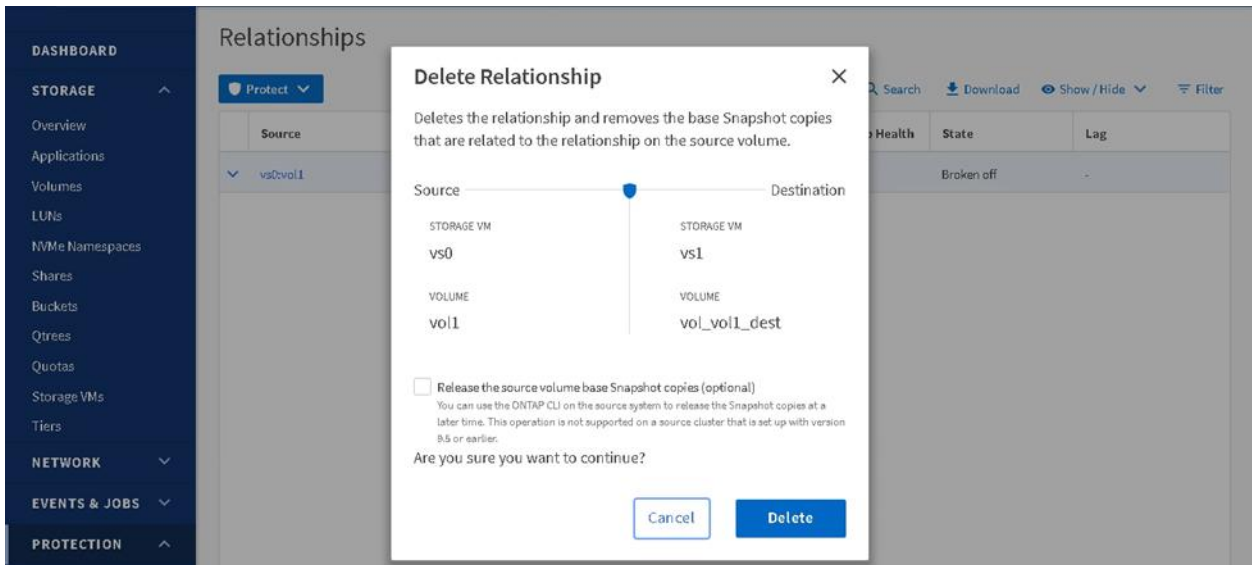 Relationships
DASHBOARD
STORAGE
Overview
Applications
Volumes
LUNs
NVMe Namespaces
Shares
Buckets
Qtrees
Quotas
Storage VMs
Tiers
NETWORK
EVENTS & JOBS
PROTECTION
Protect
Search
Download
Show / Hide
Filter
Source
Health
State
Lag
vs0:vol1
Broken off
-
Delete Relationship
Deletes the relationship and removes the base Snapshot copies
that are related to the relationship on the source volume.
Source
Destination
STORAGE VM
STORAGE VM
vs0
vs1
VOLUME
VOLUME
vol1
vol_vol1_dest
Release the source volume base Snapshot copies (optional)
You can use the ONTAP CLI on the source system to release the Snapshot copies at a
later time. This operation is not supported on a source cluster that is set up with version
9.5 or earlier.
Are you sure you want to continue?
Cancel
Delete